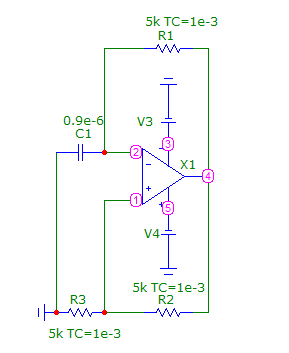 5k TC=1e-3
R1
V3
0.9e-6
C1
3
2
X1
4
1
5
V4
5k TC=1e-3
R3
R2
5k TC=1e-3